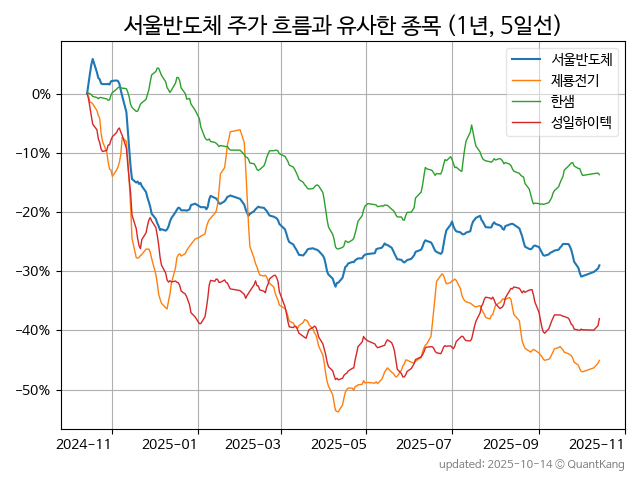 서울반도체 주가 흐름과 유사한 종목 (1년, 5일선)
서울반도체
제룡전기
한샘
성일하이텍
0%
−10%
−20%
−30%
−40%
−50%
2024-11
2025-01
2025-03
2025-05
2025-07
2025-09
2025-11
updated: 2025-10-14 © QuantKang